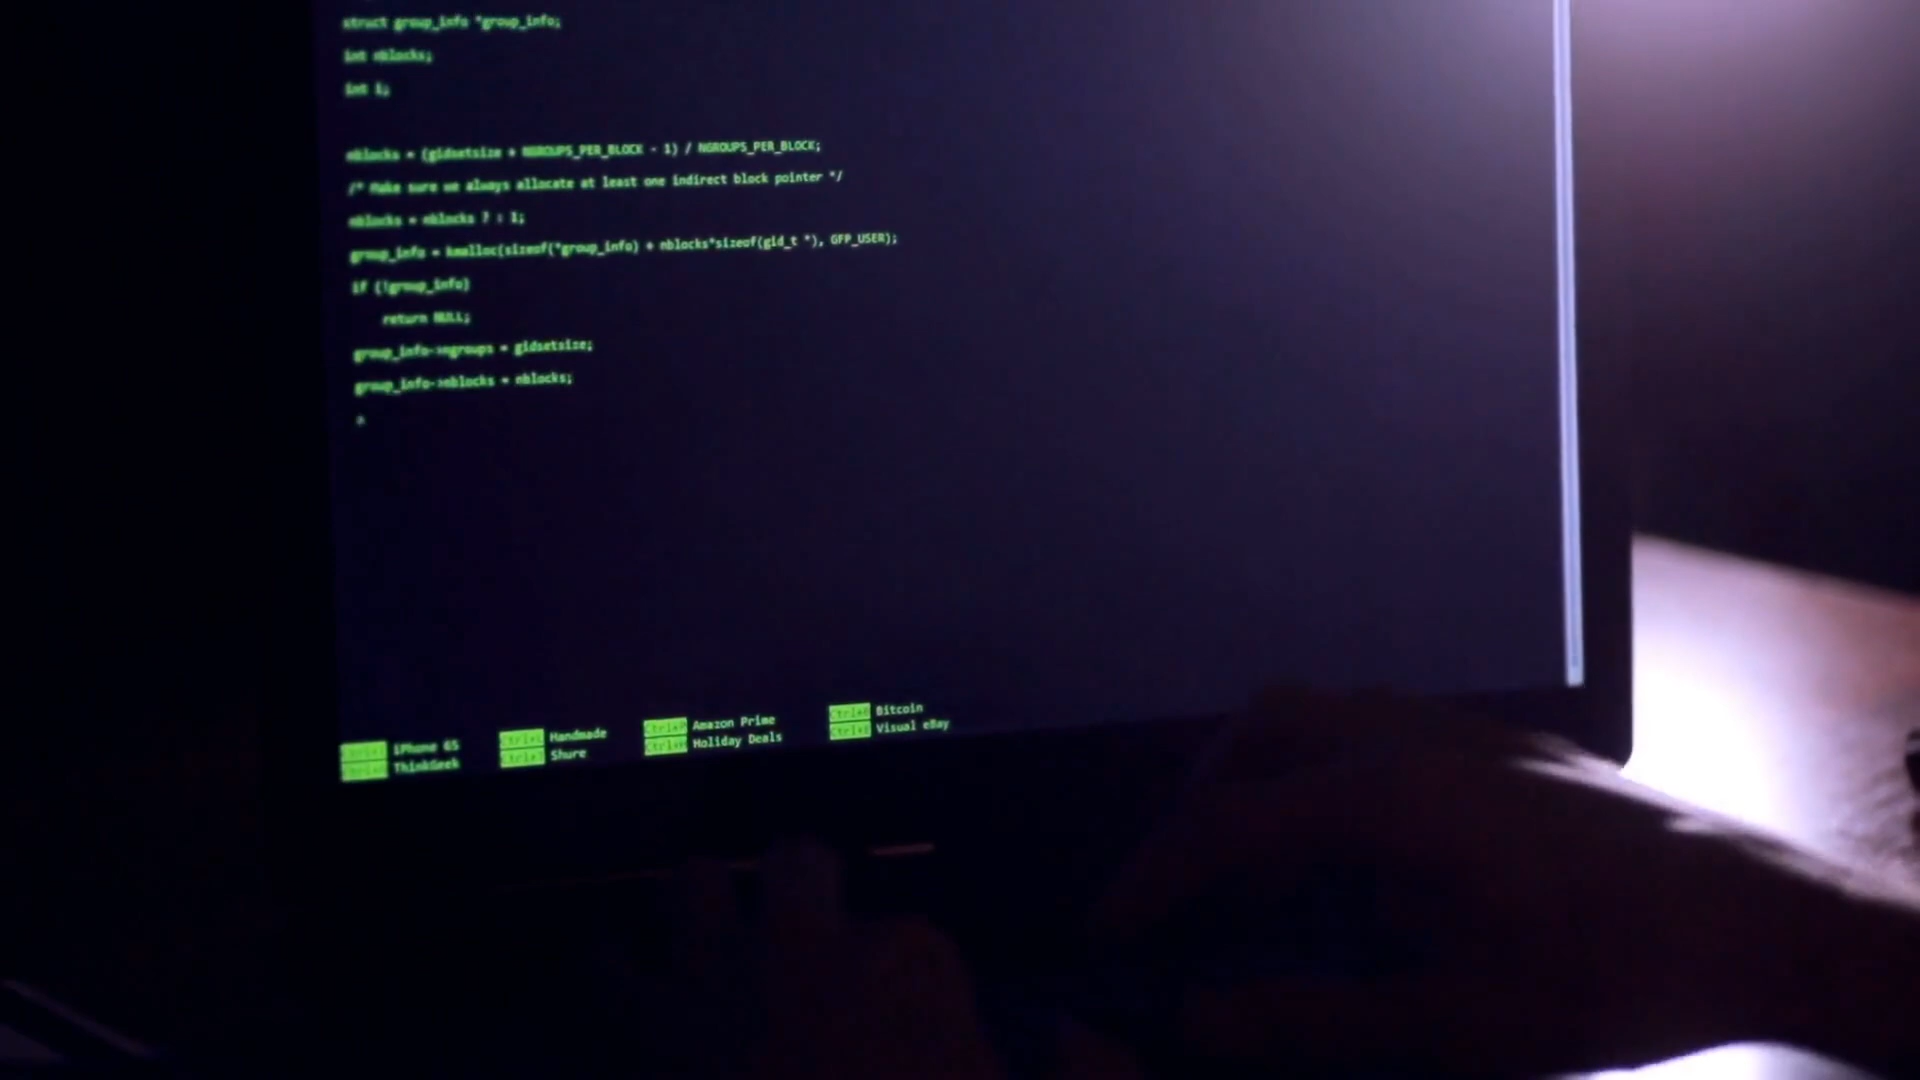 struct group_info *group_info;
int nblocks;
int i;
nblocks = (gidsetsize + NGROUPS_PER_BLOCK - 1) / NGROUPS_PER_BLOCK;
/* Make sure we always allocate at least one indirect block pointer */
nblocks = nblocks ? : 1;
group_info = kmalloc(sizeof(*group_info) + nblocks*sizeof(gid_t *), GFP_USER);
if (!group_info)
return NULL;
group_info->ngroups = gidsetsize;
group_info->nblocks = nblocks;
iPhone 6S Handmade Amazon Prime Bitcoin
ThinkGeek Shure Holiday Deals Visual eBay